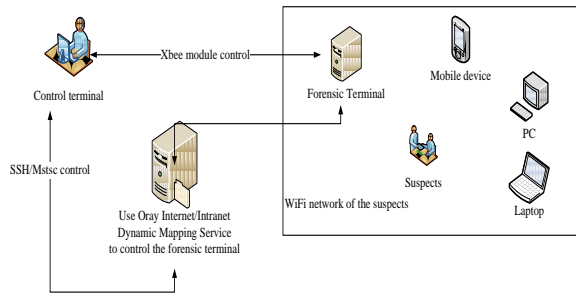 Xbee module control
Control terminal
Forensic Terminal
Mobile device
PC
SSH/Mstsc control
Suspects
Laptop
WiFi network of the suspects
Use Oray Internet/Intranet
Dynamic Mapping Service
to control the forensic terminal